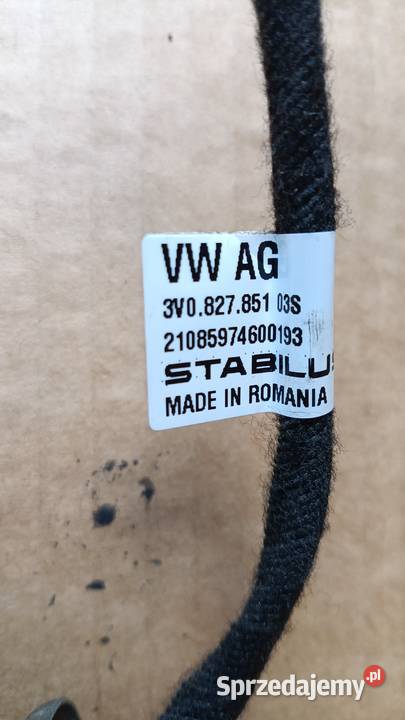 VW AG
3V0.827.851 03S
21085974600193
STABILUS
MADE IN ROMANIA
Sprzedajemy.pl